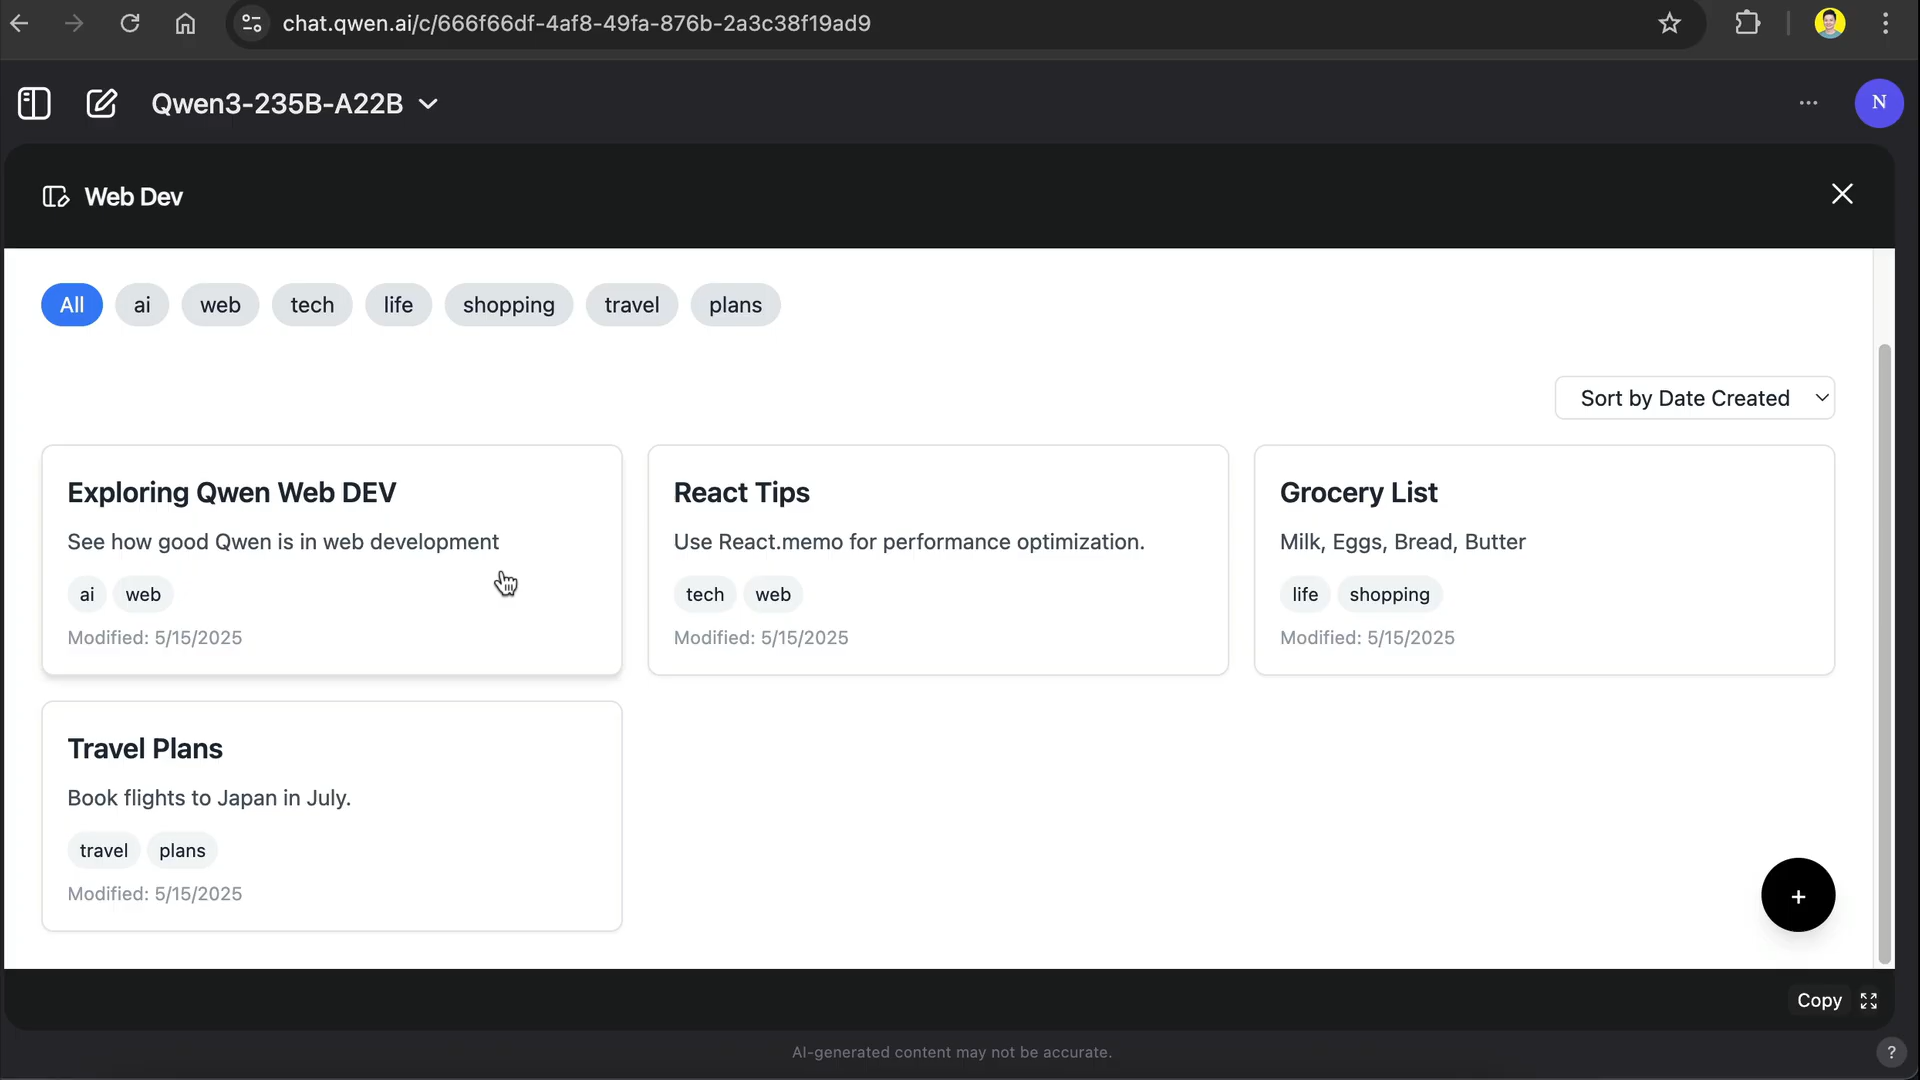 chat.qwen.ai/c/666f66df-4af8-49fa-876b-2a3c38f19ad9
Qwen3-235B-A22B
N
Web Dev
All ai web tech life shopping travel plans
Sort by Date Created
Exploring Qwen Web DEV
See how good Qwen is in web development
ai web
Modified: 5/15/2025
React Tips
Use React.memo for performance optimization.
tech web
Modified: 5/15/2025
Grocery List
Milk, Eggs, Bread, Butter
life shopping
Modified: 5/15/2025
Travel Plans
Book flights to Japan in July.
travel plans
Modified: 5/15/2025
+
Copy
AI-generated content may not be accurate.
?